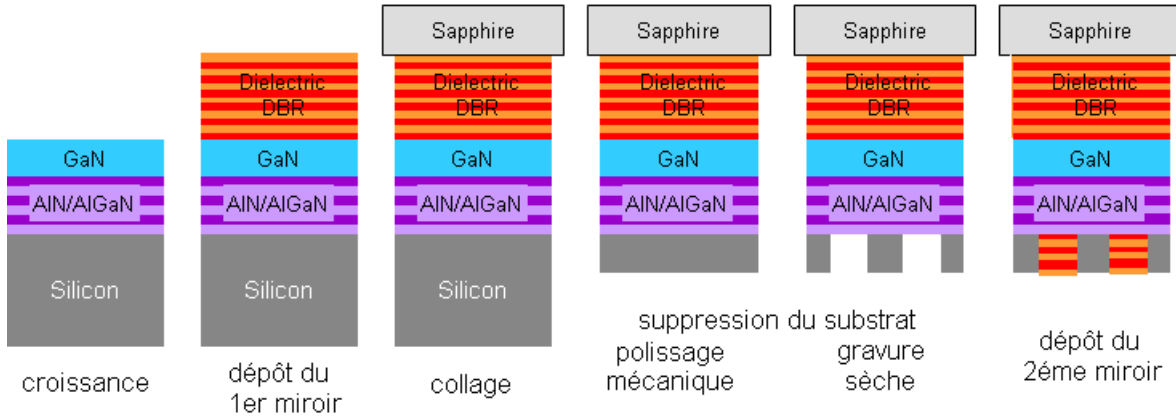 Sapphire
Sapphire
Sapphire
Sapphire
Dielectric
DBR
Dielectric
DBR
Dielectric
DBR
Dielectric
DBR
Dielectric
DBR
GaN
GaN
GaN
GaN
GaN
GaN
AlN/AlGaN
AlN/AlGaN
AlN/AlGaN
AlN/AlGaN
AlN/AlGaN
AlN/AlGaN
Silicon
Silicon
Silicon
croissance
dépôt du
1er miroir
collage
suppression du substrat
polissage
mécanique
gravure
sèche
dépôt du
2éme miroir